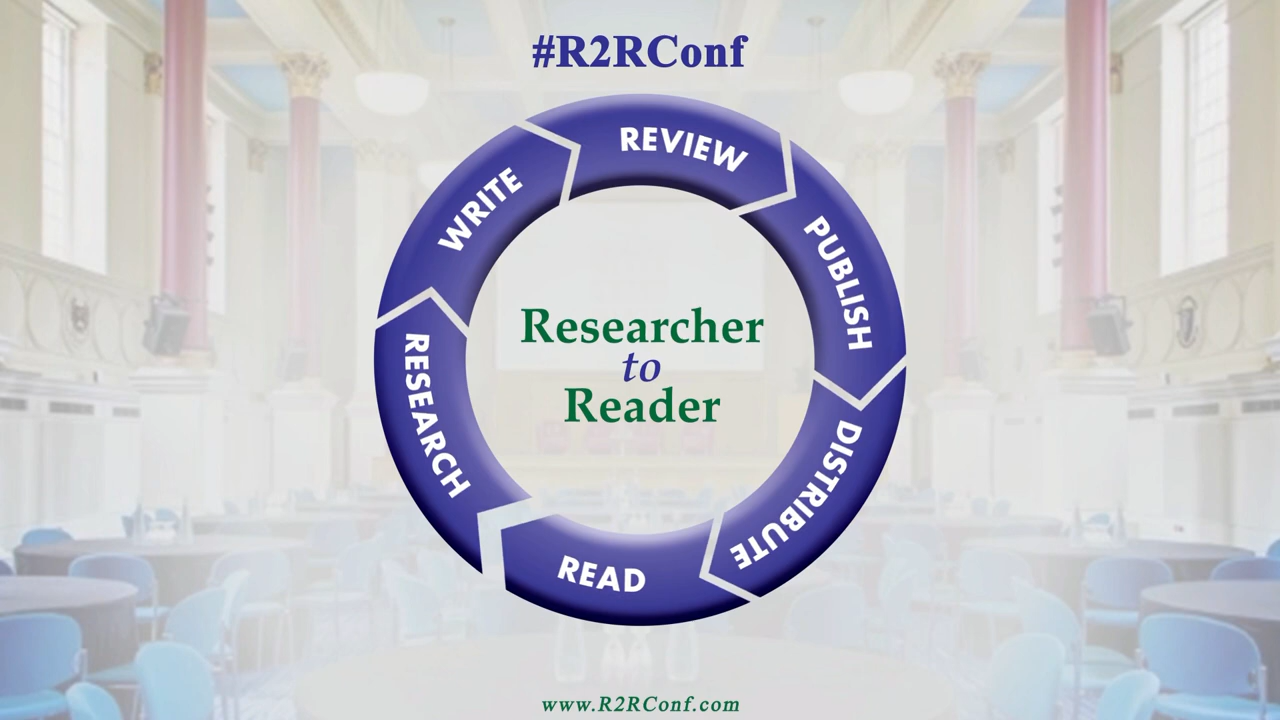 #R2RConf
REVIEW
PUBLISH
DISTRIBUTE
READ
RESEARCH
WRITE
Researcher
to
Reader
www.R2RConf.com